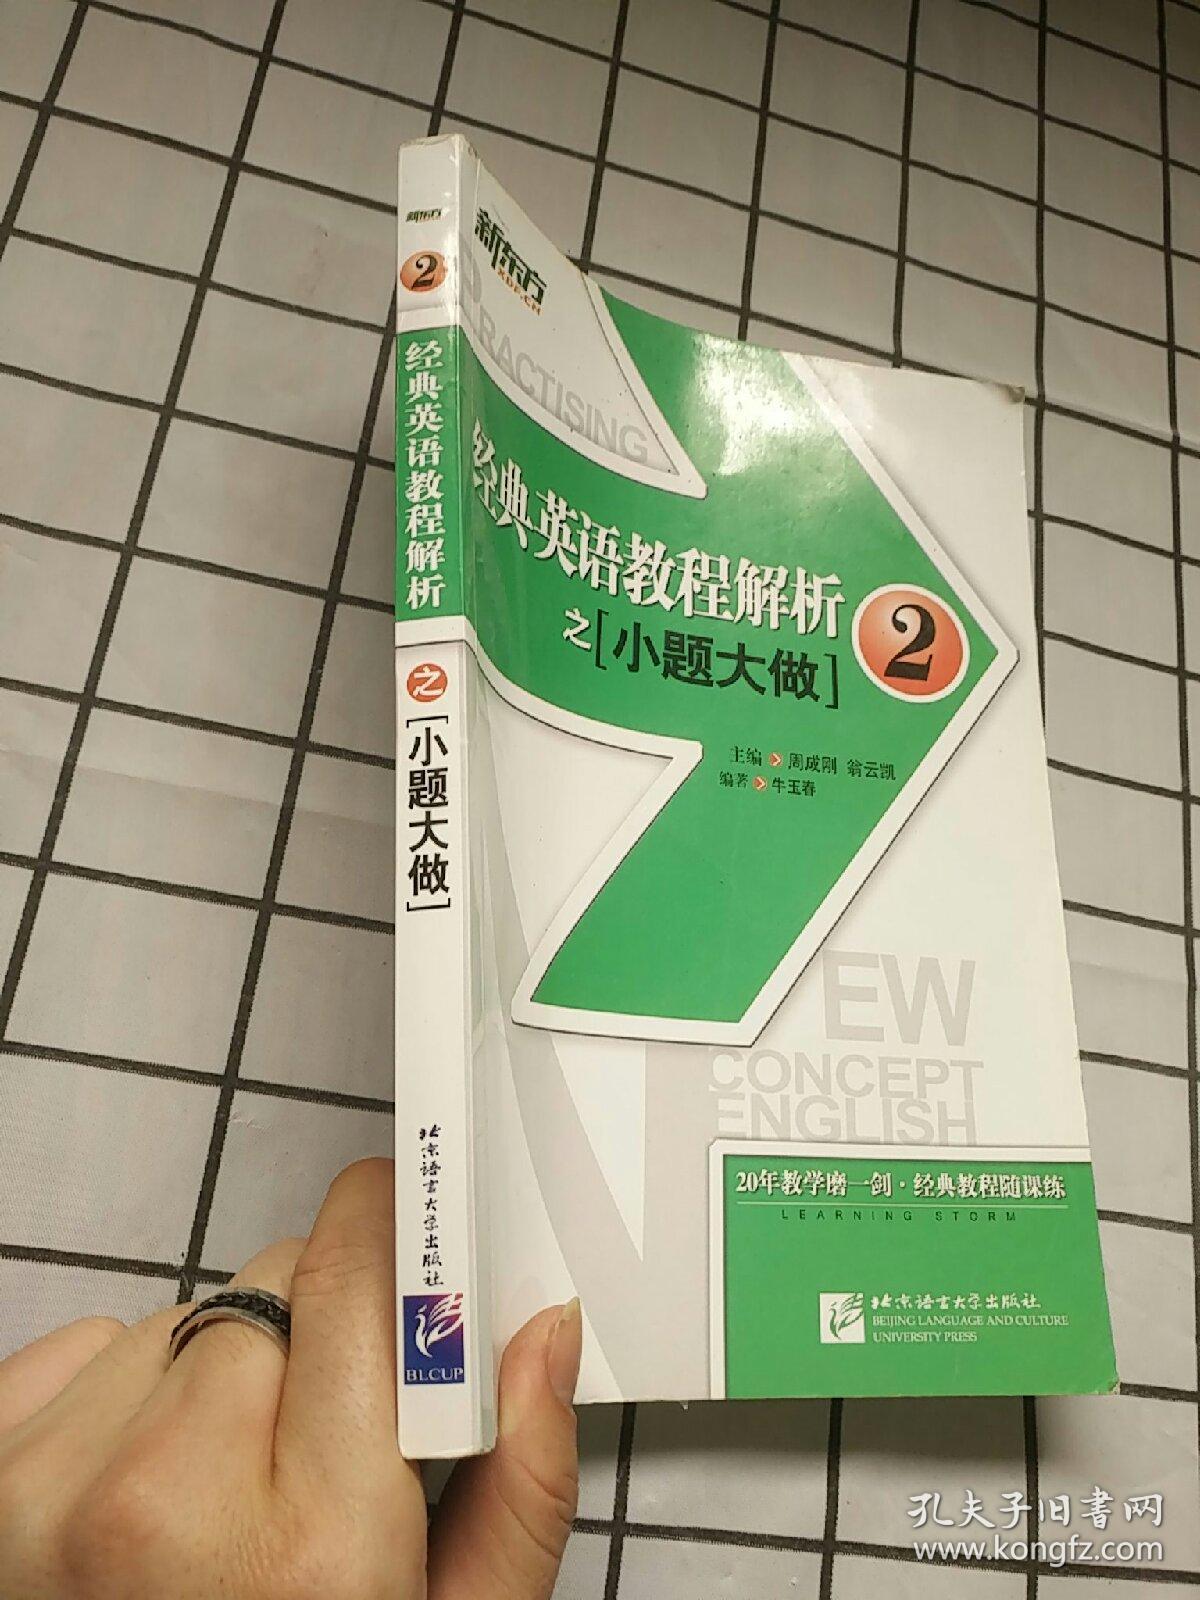 新东方
2
经典英语教程解析
之
[小题大做]
北京语言大学出版社
BLCUP
新东方
XDF.CN
PRACTISING
经典英语教程解析
之[小题大做]
2
主编 周成刚 翁云凯
编著 牛玉春
NEW
CONCEPT
ENGLISH
20年教学磨一剑·经典教程随课练
LEARNING STORM
北京语言大学出版社
BEIJING LANGUAGE AND CULTURE
UNIVERSITY PRESS
孔夫子旧书网
www.kongfz.com